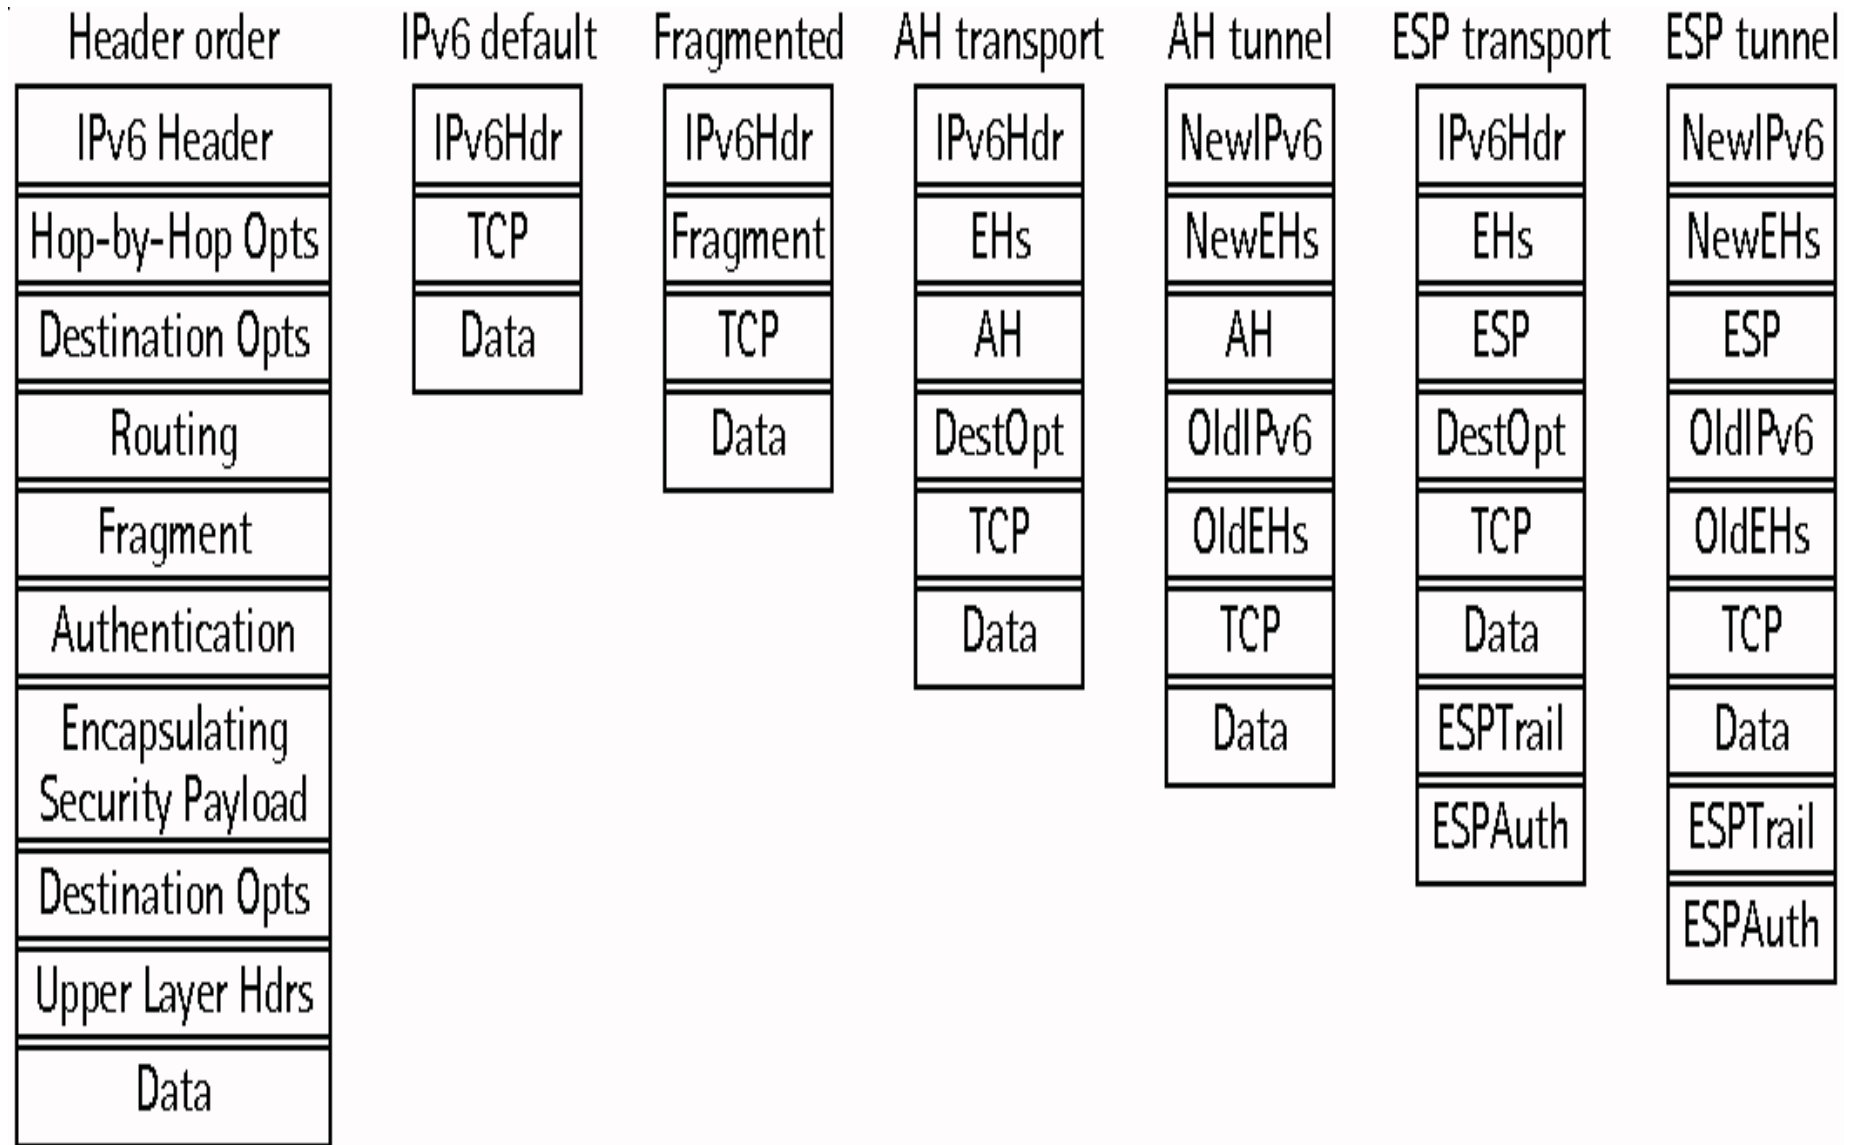 Header order
IPv6 Header
Hop-by-Hop Opts
Destination Opts
Routing
Fragment
Authentication
Encapsulating
Security Payload
Destination Opts
Upper Layer Hdrs
Data
IPv6 default
IPv6Hdr
TCP
Data
Fragmented
IPv6Hdr
Fragment
TCP
Data
AH transport
IPv6Hdr
EHs
AH
DestOpt
TCP
Data
AH tunnel
NewIPv6
NewEHs
AH
OldIPv6
OldEHs
TCP
Data
ESP transport
IPv6Hdr
EHs
ESP
DestOpt
TCP
Data
ESPTrail
ESPAuth
ESP tunnel
NewIPv6
NewEHs
ESP
OldIPv6
OldEHs
TCP
Data
ESPTrail
ESPAuth